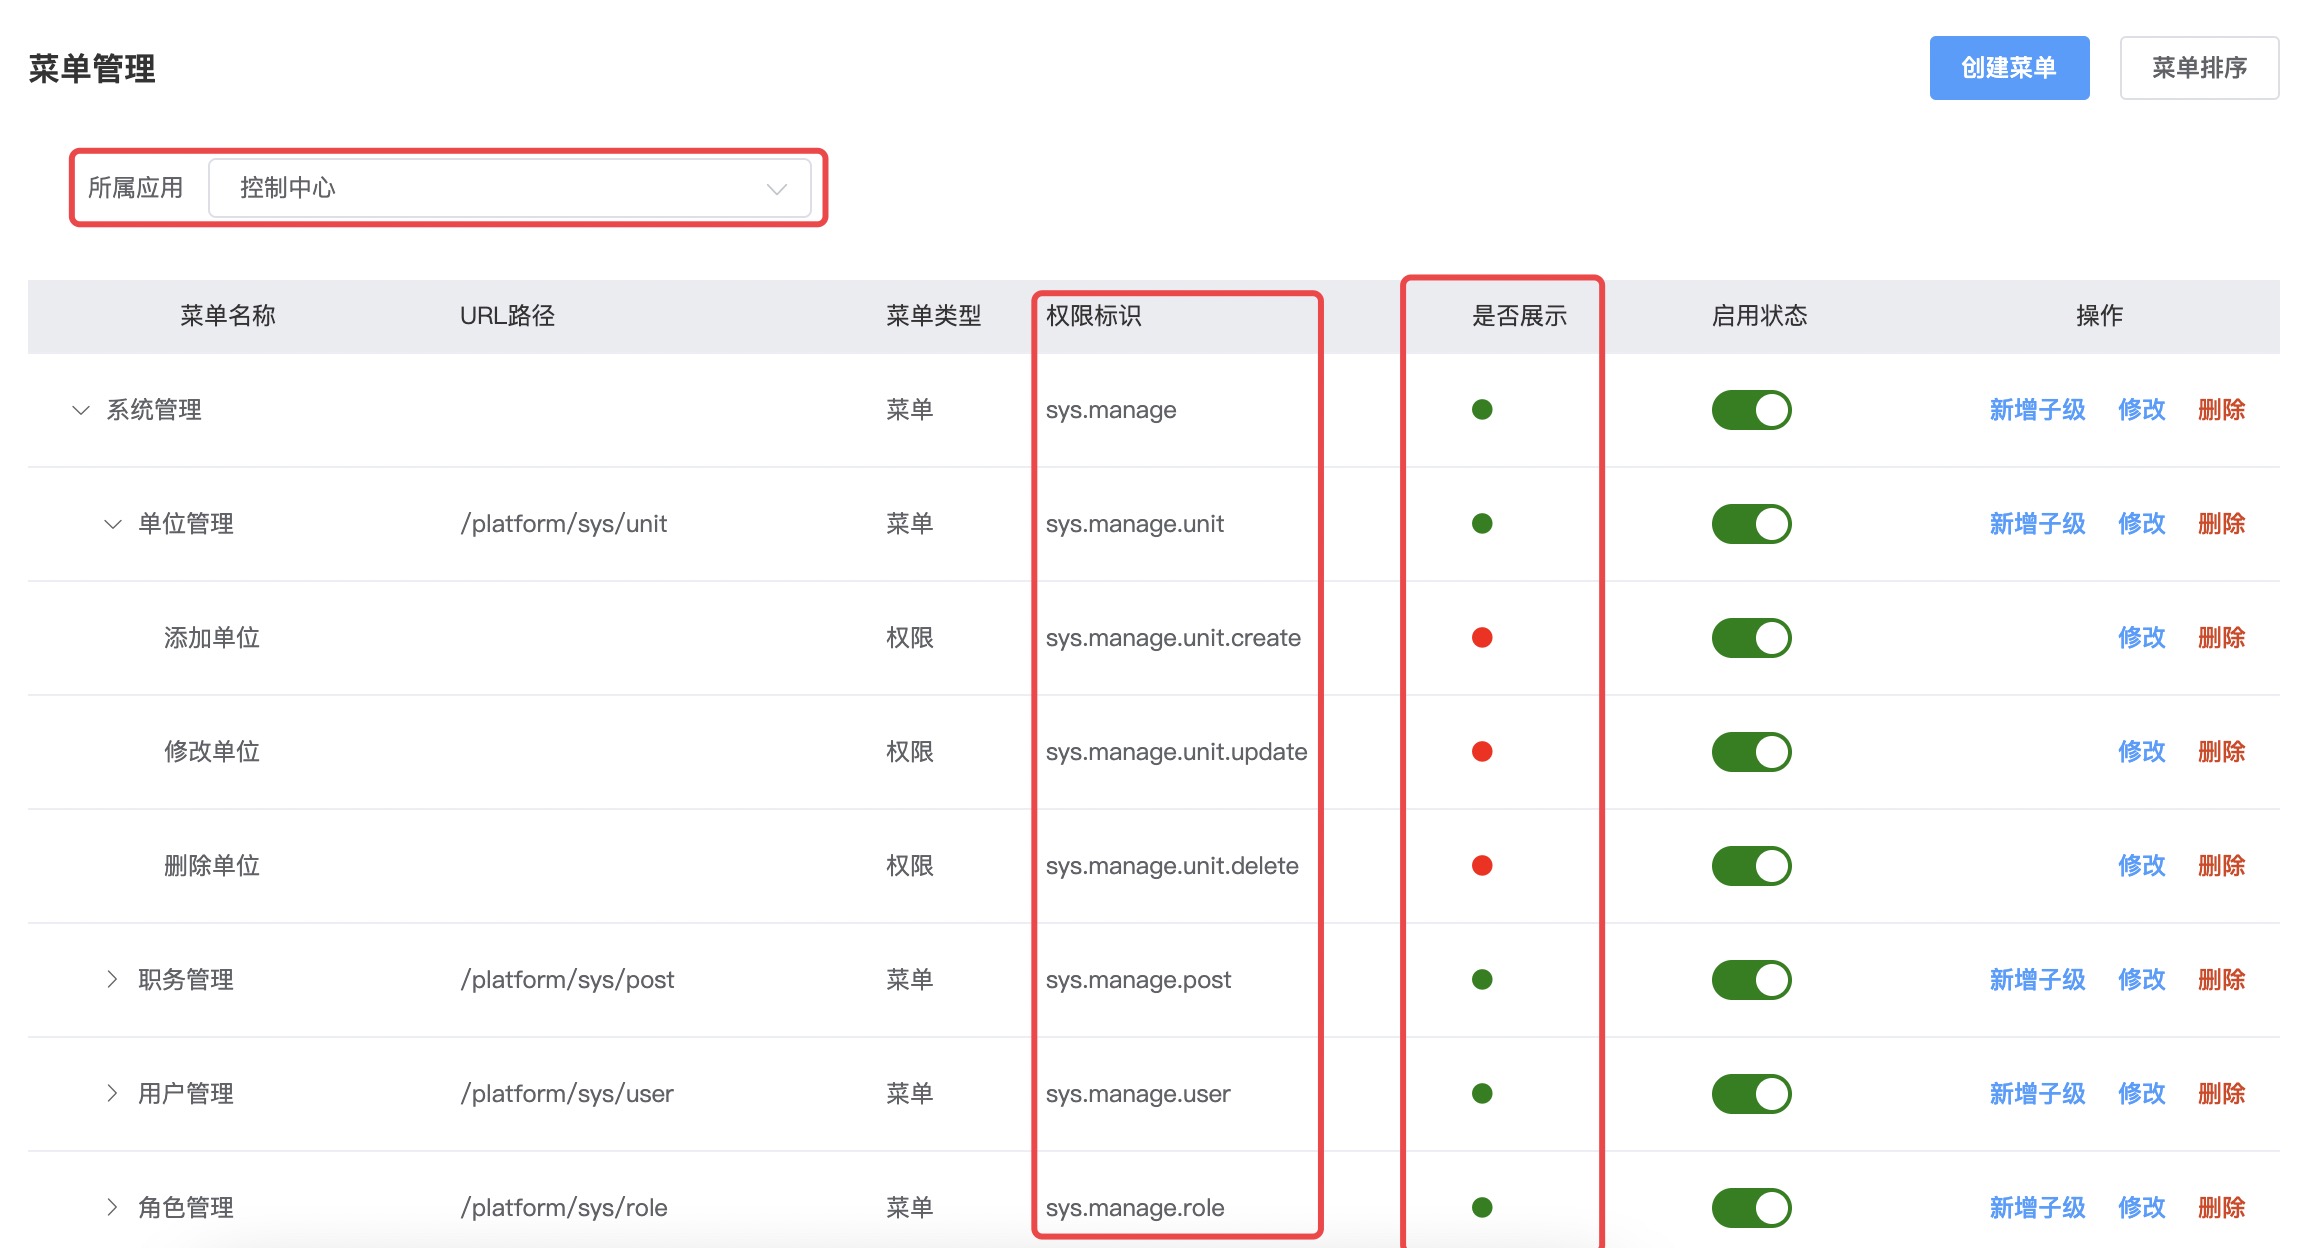 菜单管理
创建菜单 菜单排序
所属应用 控制中心
菜单名称 URL路径 菜单类型 权限标识 是否展示 启用状态 操作
系统管理 菜单 sys.manage 新增子级 修改 删除
单位管理 /platform/sys/unit 菜单 sys.manage.unit 新增子级 修改 删除
添加单位 权限 sys.manage.unit.create 修改 删除
修改单位 权限 sys.manage.unit.update 修改 删除
删除单位 权限 sys.manage.unit.delete 修改 删除
职务管理 /platform/sys/post 菜单 sys.manage.post 新增子级 修改 删除
用户管理 /platform/sys/user 菜单 sys.manage.user 新增子级 修改 删除
角色管理 /platform/sys/role 菜单 sys.manage.role 新增子级 修改 删除